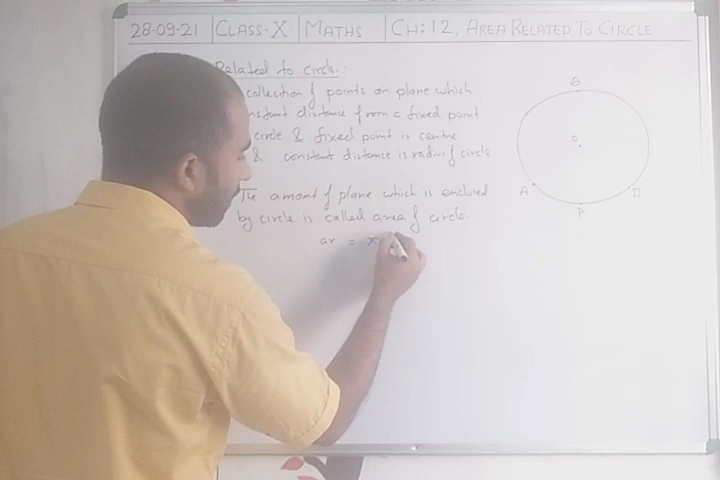 28-09-21 CLASS-X MATHS CH:12, AREA RELATED TO CIRCLE
Related to circle:
collection of points on plane which
nstant distance from a fixed point
circle & fixed point is centre
& constant distance is radius of circle
The amont of plane which is enclosed
by circle is called area of circle.
ar = π
Q
O
A
B
P